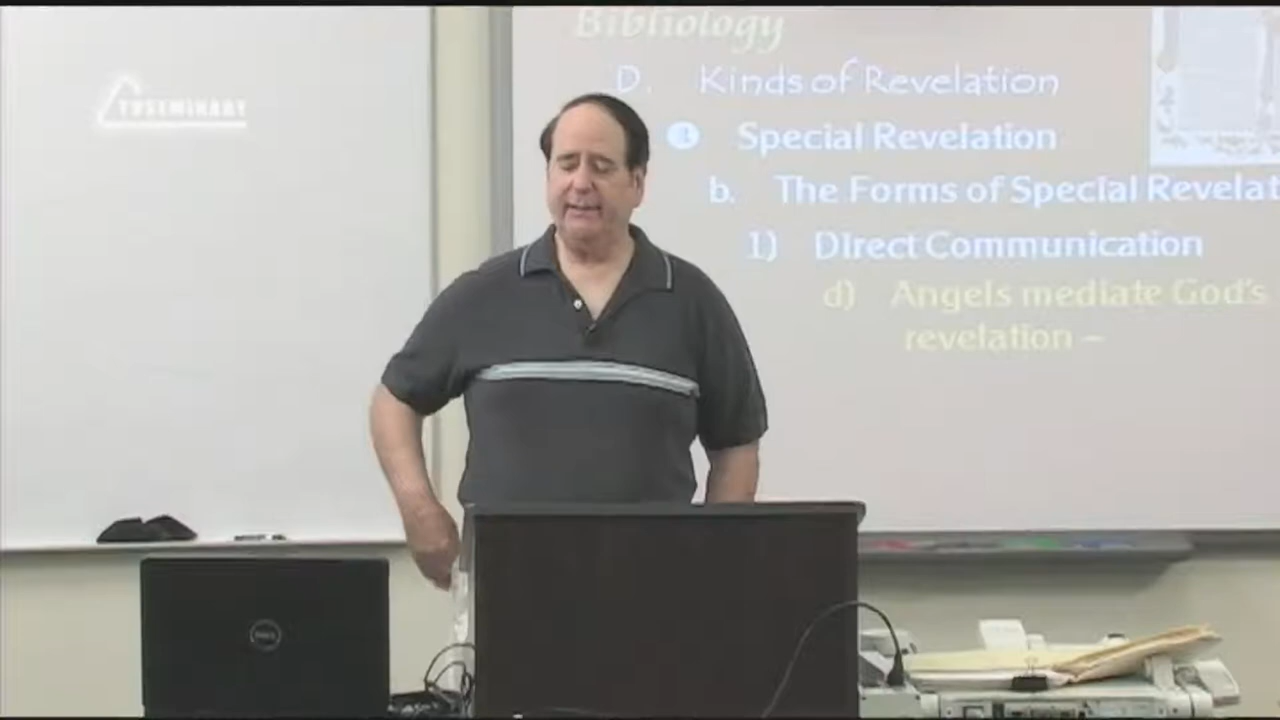 TVSEMINARY
Bibliology
D. Kinds of Revelation
Special Revelation
b. The Forms of Special Revelat
1) Direct Communication
d) Angels mediate God's
revelation –
DELL